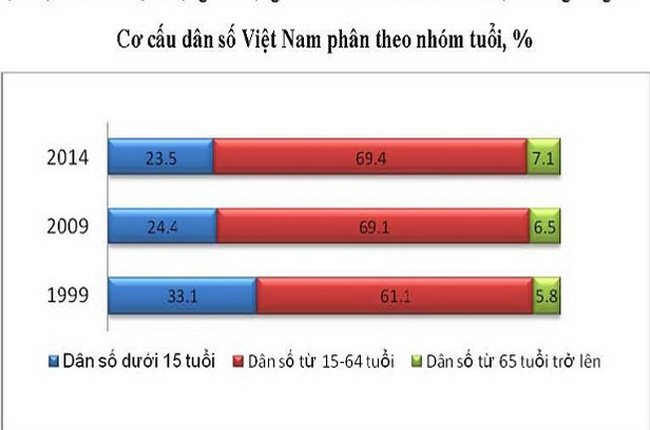 Cơ cấu dân số Việt Nam phân theo nhóm tuổi, %
2014 23.5 69.4 7.1
2009 24.4 69.1 6.5
1999 33.1 61.1 5.8
Dân số dưới 15 tuổi Dân số từ 15-64 tuổi Dân số từ 65 tuổi trở lên